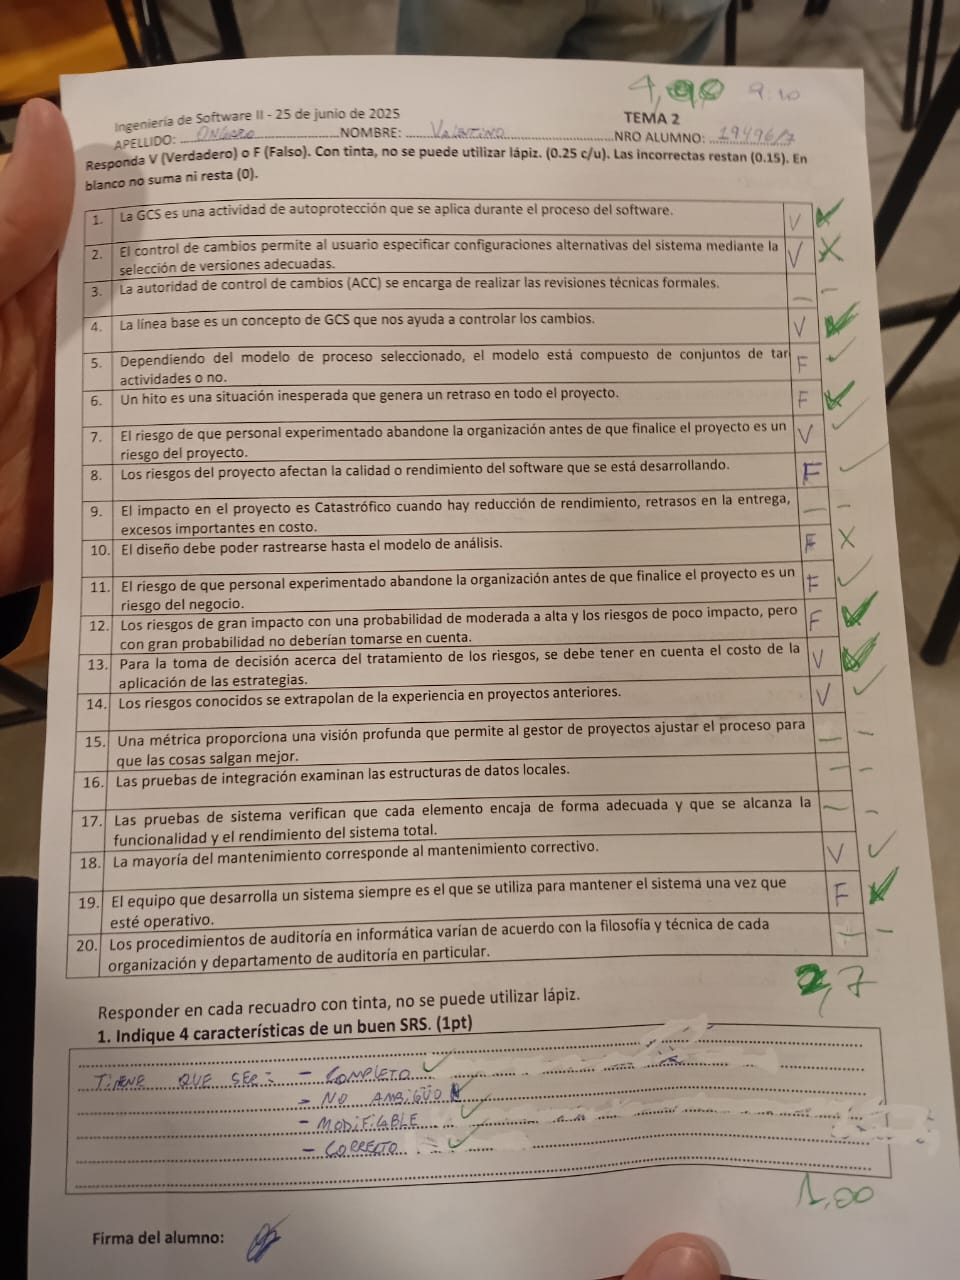 4,90 9:10
Ingeniería de Software II - 25 de junio de 2025 TEMA 2
APELLIDO: NOMBRE: Valentino NRO ALUMNO: 19496/7
Responda V (Verdadero) o F (Falso). Con tinta, no se puede utilizar lápiz. (0.25 c/u). Las incorrectas restan (0.15). En
blanco no suma ni resta (0).
1. La GCS es una actividad de autoprotección que se aplica durante el proceso del software. V
2. El control de cambios permite al usuario especificar configuraciones alternativas del sistema mediante la V
selección de versiones adecuadas.
3. La autoridad de control de cambios (ACC) se encarga de realizar las revisiones técnicas formales. —
4. La línea base es un concepto de GCS que nos ayuda a controlar los cambios. V
5. Dependiendo del modelo de proceso seleccionado, el modelo está compuesto de conjuntos de tar F
actividades o no.
6. Un hito es una situación inesperada que genera un retraso en todo el proyecto. F
7. El riesgo de que personal experimentado abandone la organización antes de que finalice el proyecto es un V
riesgo del proyecto.
8. Los riesgos del proyecto afectan la calidad o rendimiento del software que se está desarrollando. F
9. El impacto en el proyecto es Catastrófico cuando hay reducción de rendimiento, retrasos en la entrega, —
excesos importantes en costo.
10. El diseño debe poder rastrearse hasta el modelo de análisis. F
11. El riesgo de que personal experimentado abandone la organización antes de que finalice el proyecto es un F
riesgo del negocio.
12. Los riesgos de gran impacto con una probabilidad de moderada a alta y los riesgos de poco impacto, pero F
con gran probabilidad no deberían tomarse en cuenta.
13. Para la toma de decisión acerca del tratamiento de los riesgos, se debe tener en cuenta el costo de la V
aplicación de las estrategias.
14. Los riesgos conocidos se extrapolan de la experiencia en proyectos anteriores. V
15. Una métrica proporciona una visión profunda que permite al gestor de proyectos ajustar el proceso para —
que las cosas salgan mejor.
16. Las pruebas de integración examinan las estructuras de datos locales. —
17. Las pruebas de sistema verifican que cada elemento encaja de forma adecuada y que se alcanza la —
funcionalidad y el rendimiento del sistema total.
18. La mayoría del mantenimiento corresponde al mantenimiento correctivo. V
19. El equipo que desarrolla un sistema siempre es el que se utiliza para mantener el sistema una vez que F
esté operativo.
20. Los procedimientos de auditoría en informática varían de acuerdo con la filosofía y técnica de cada —
organización y departamento de auditoría en particular.
2,7
Responder en cada recuadro con tinta, no se puede utilizar lápiz.
1. Indique 4 características de un buen SRS. (1pt)
TIENE QUE SER: - COMPLETO
- NO AMBIGÜO
- MODIFICABLE
- CORRECTO
1,00
Firma del alumno: